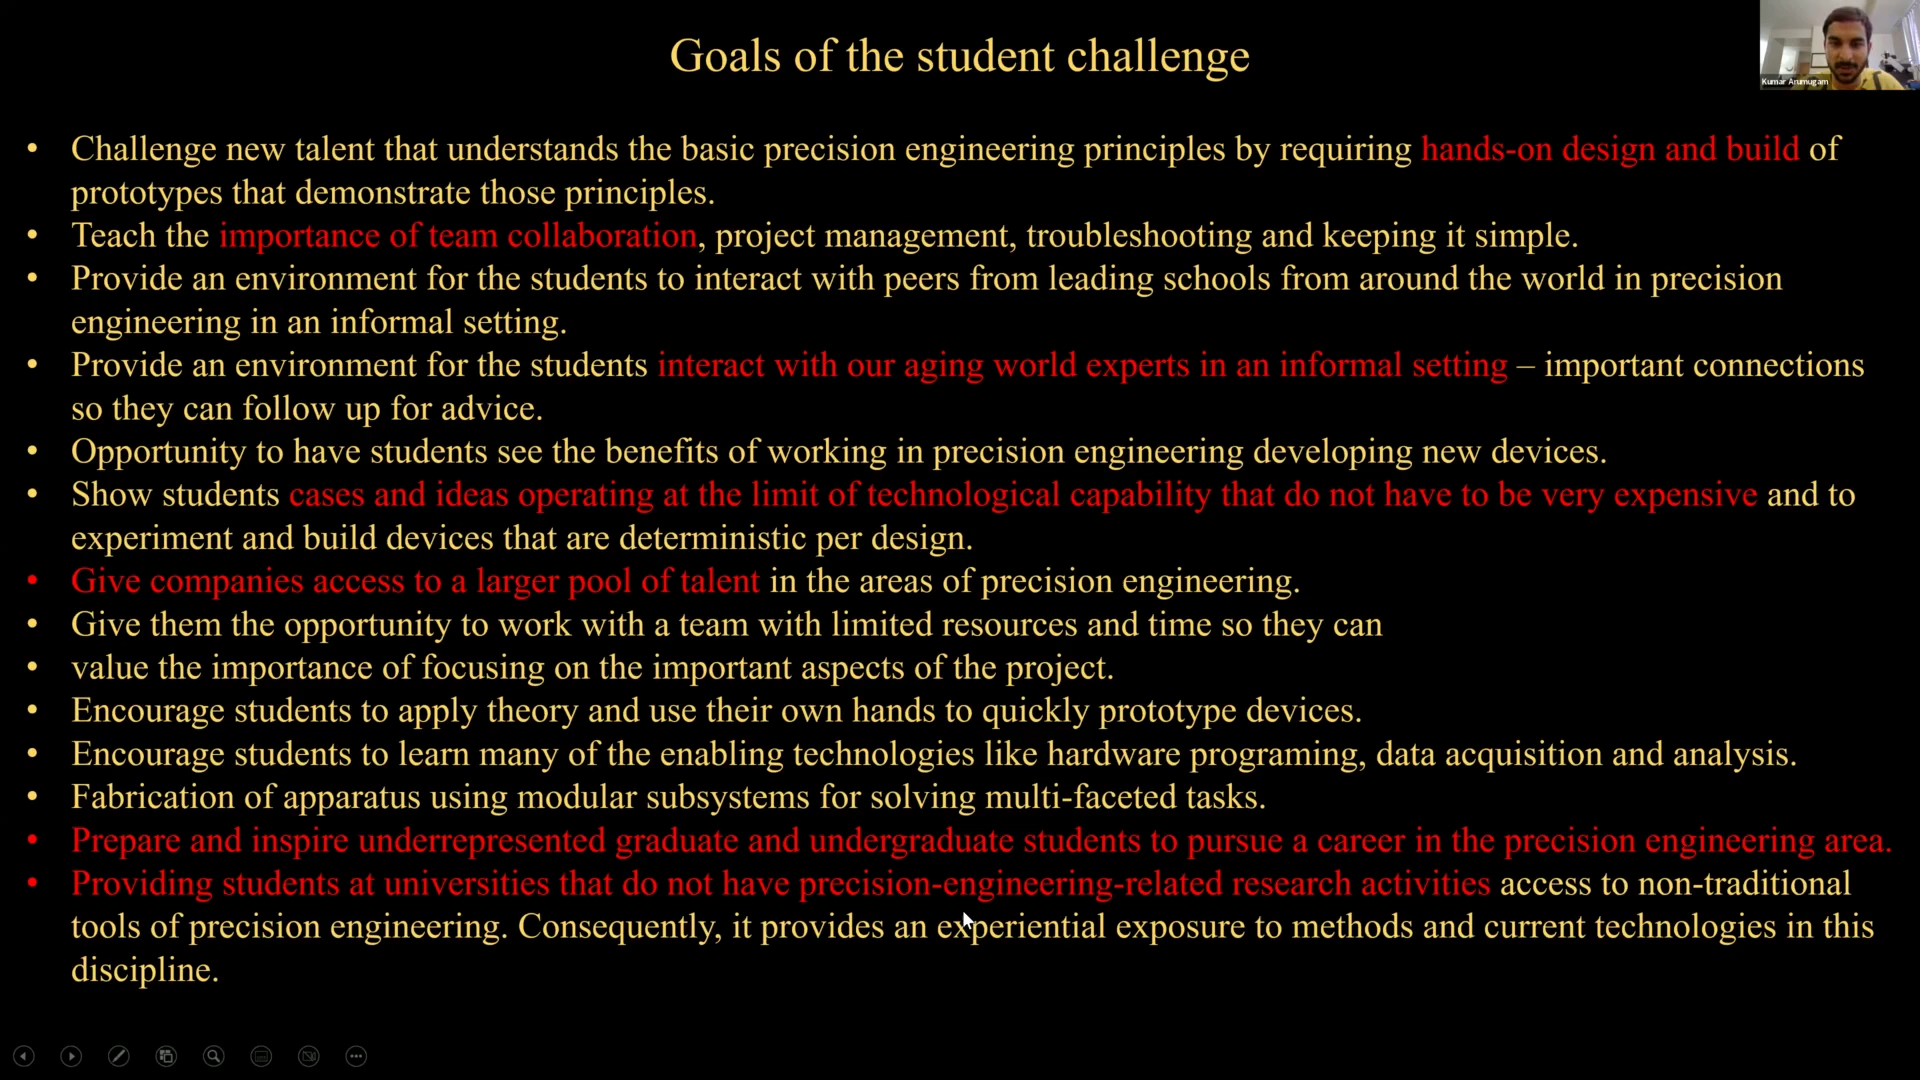 Goals of the student challenge
Kumar Arumugam
• Challenge new talent that understands the basic precision engineering principles by requiring hands-on design and build of
prototypes that demonstrate those principles.
• Teach the importance of team collaboration, project management, troubleshooting and keeping it simple.
• Provide an environment for the students to interact with peers from leading schools from around the world in precision
engineering in an informal setting.
• Provide an environment for the students interact with our aging world experts in an informal setting – important connections
so they can follow up for advice.
• Opportunity to have students see the benefits of working in precision engineering developing new devices.
• Show students cases and ideas operating at the limit of technological capability that do not have to be very expensive and to
experiment and build devices that are deterministic per design.
• Give companies access to a larger pool of talent in the areas of precision engineering.
• Give them the opportunity to work with a team with limited resources and time so they can
• value the importance of focusing on the important aspects of the project.
• Encourage students to apply theory and use their own hands to quickly prototype devices.
• Encourage students to learn many of the enabling technologies like hardware programing, data acquisition and analysis.
• Fabrication of apparatus using modular subsystems for solving multi-faceted tasks.
• Prepare and inspire underrepresented graduate and undergraduate students to pursue a career in the precision engineering area.
• Providing students at universities that do not have precision-engineering-related research activities access to non-traditional
tools of precision engineering. Consequently, it provides an experiential exposure to methods and current technologies in this
discipline.